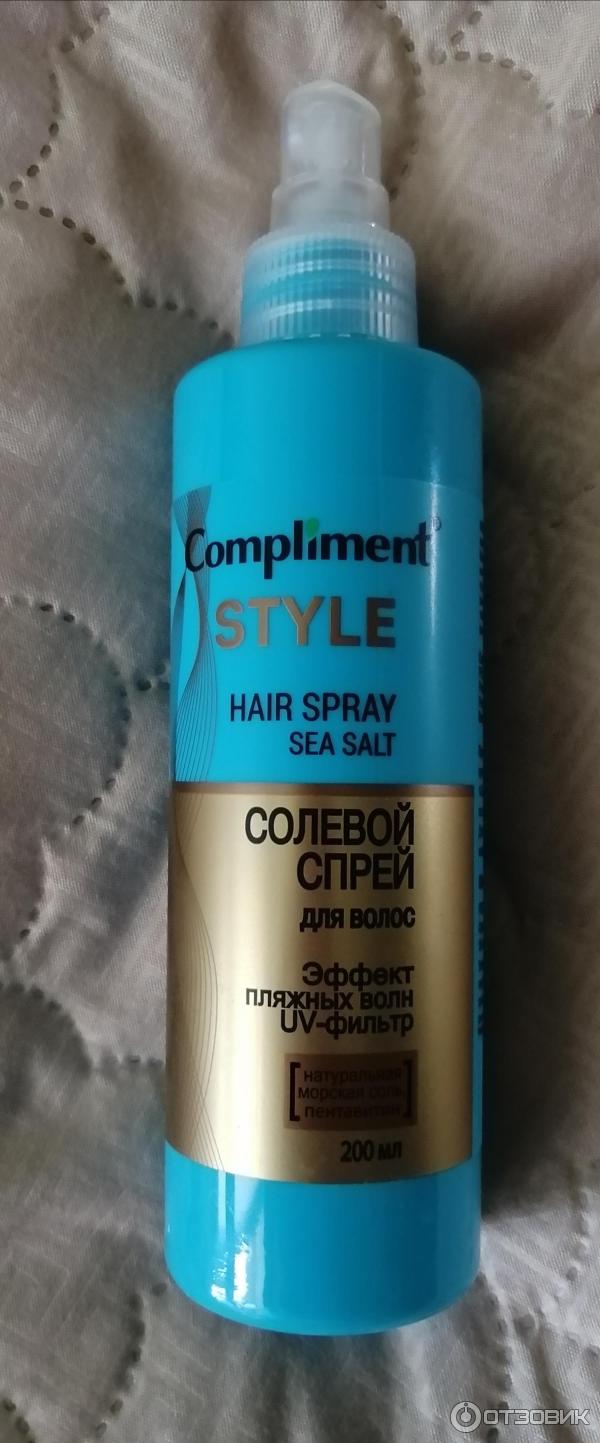 Compliment®
STYLE
HAIR SPRAY
SEA SALT
СОЛЕВОЙ
СПРЕЙ
для волос
Эффект
пляжных волн
UV-фильтр
натуральная
морская соль,
пентавитин
200 мл
ОТЗОВИК